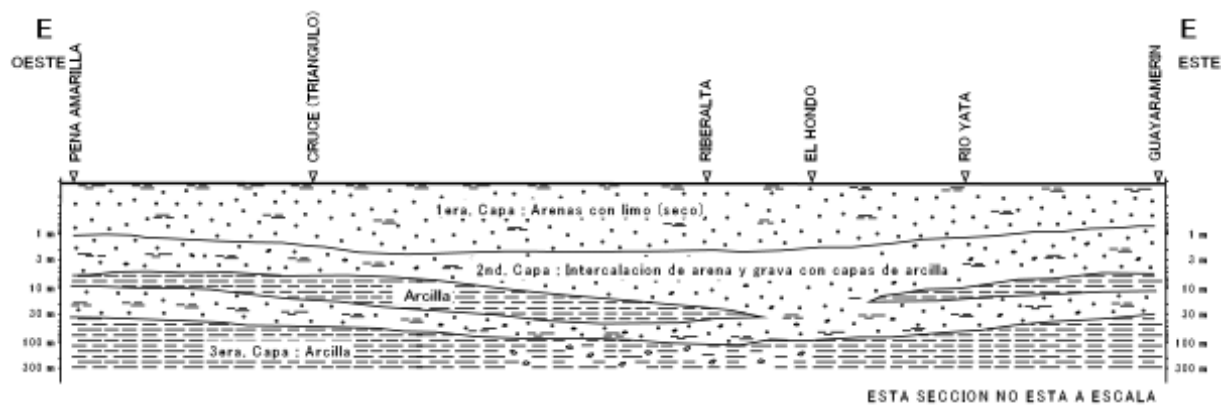 E
OESTE
PENA AMARILLA
CRUCE (TRIANGULO)
RIBERALTA
EL HONDO
RIO YATA
GUAYARAMERIN
E
ESTE
1era. Capa : Arenas con limo (seco)
2nd. Capa : Intercalacion de arena y grava con capas de arcilla
Arcilla
3era. Capa : Arcilla
1 m
3 m
10 m
30 m
100 m
300 m
1 m
3 m
10 m
30 m
100 m
300 m
ESTA SECCION NO ESTA A ESCALA